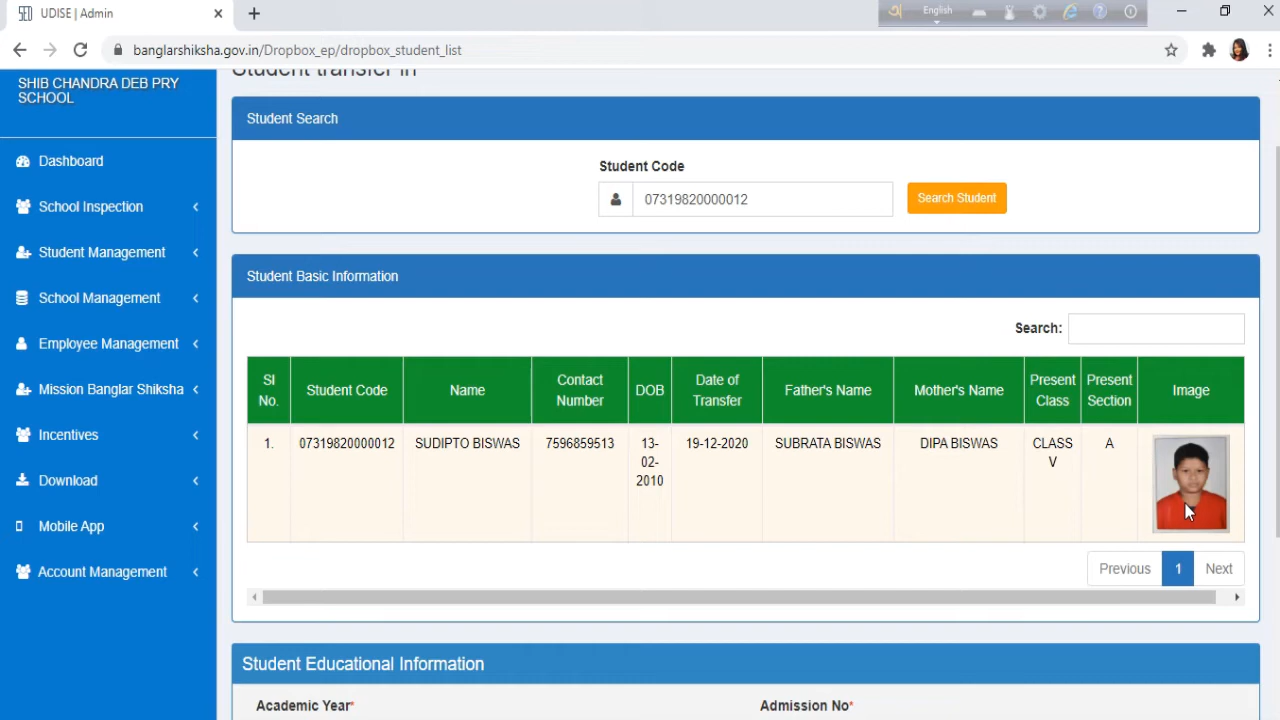 UDISE | Admin
English
banglarshiksha.gov.in/Dropbox_ep/dropbox_student_list
SHIB CHANDRA DEB PRY
SCHOOL
Dashboard
School Inspection
Student Management
School Management
Employee Management
Mission Banglar Shiksha
Incentives
Download
Mobile App
Account Management
Student transfer in
Student Search
Student Code
07319820000012
Search Student
Student Basic Information
Search:
Sl No. Student Code Name Contact Number DOB Date of Transfer Father's Name Mother's Name Present Class Present Section Image
1. 07319820000012 SUDIPTO BISWAS 7596859513 13-02-2010 19-12-2020 SUBRATA BISWAS DIPA BISWAS CLASS V A
Previous 1 Next
Student Educational Information
Academic Year* Admission No*